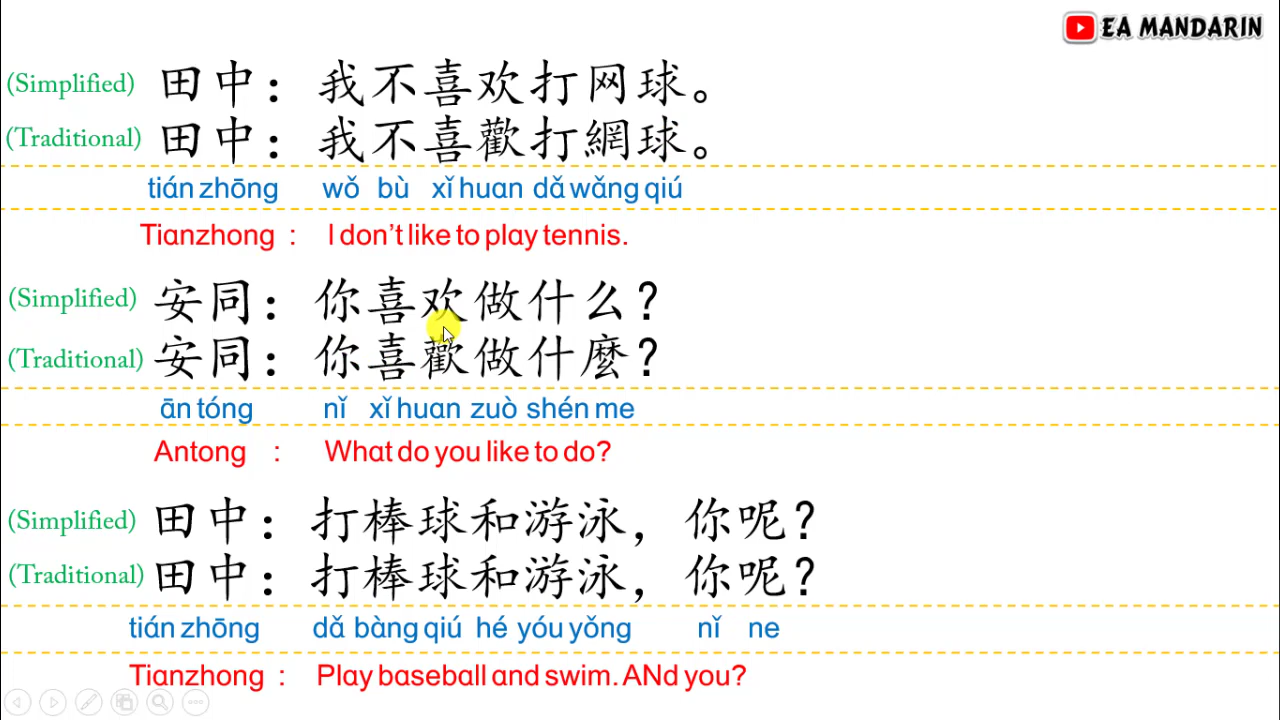 EA MANDARIN
(Simplified) 田中：我不喜欢打网球。
(Traditional) 田中：我不喜歡打網球。
tián zhōng wǒ bù xǐ huan dǎ wǎng qiú
Tianzhong : I don't like to play tennis.
(Simplified) 安同：你喜欢做什么？
(Traditional) 安同：你喜歡做什麼？
ān tóng nǐ xǐ huan zuò shén me
Antong : What do you like to do?
(Simplified) 田中：打棒球和游泳，你呢？
(Traditional) 田中：打棒球和游泳，你呢？
tián zhōng dǎ bàng qiú hé yóu yǒng nǐ ne
Tianzhong : Play baseball and swim. ANd you?